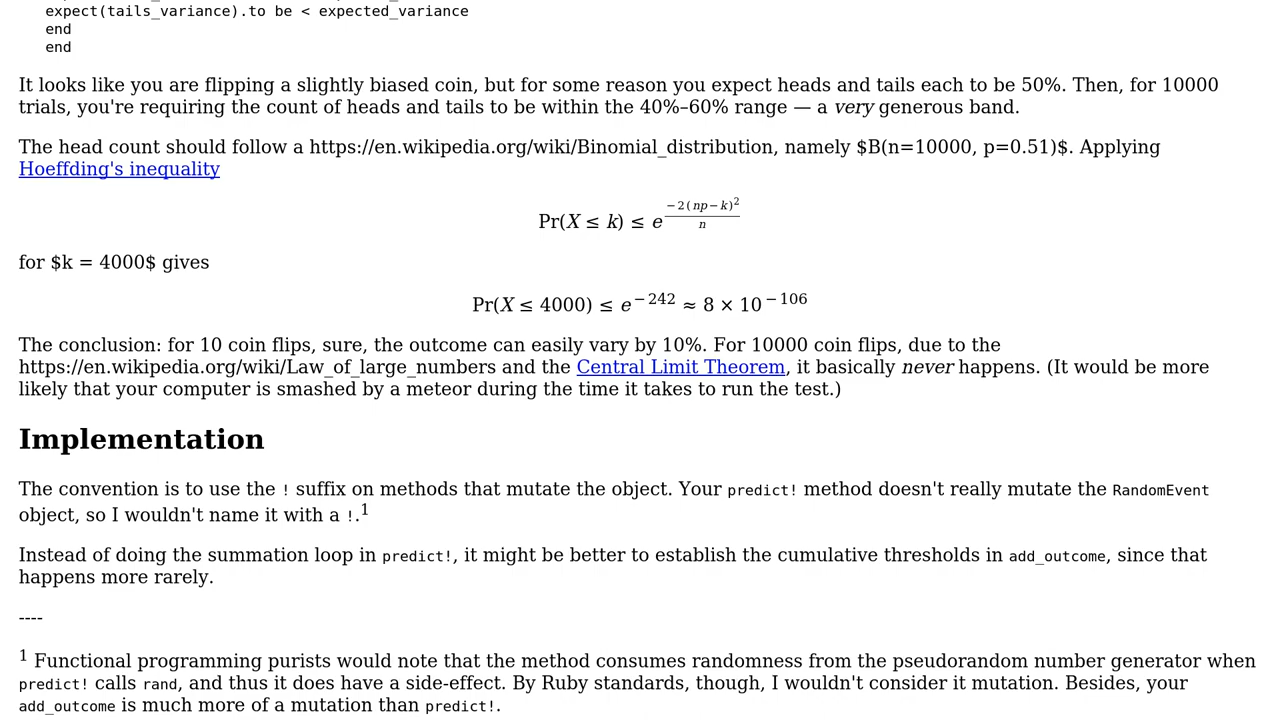 expect(tails_variance).to be < expected_variance
end
end
It looks like you are flipping a slightly biased coin, but for some reason you expect heads and tails each to be 50%. Then, for 10000
trials, you're requiring the count of heads and tails to be within the 40%–60% range — a very generous band.
The head count should follow a https://en.wikipedia.org/wiki/Binomial_distribution, namely $B(n=10000, p=0.51)$. Applying
Hoeffding's inequality
Pr(X ≤ k) ≤ e^{\frac{−2(np−k)^2}{n}}
for $k = 4000$ gives
Pr(X ≤ 4000) ≤ e^{−242} ≈ 8 × 10^{−106}
The conclusion: for 10 coin flips, sure, the outcome can easily vary by 10%. For 10000 coin flips, due to the
https://en.wikipedia.org/wiki/Law_of_large_numbers and the Central Limit Theorem, it basically never happens. (It would be more
likely that your computer is smashed by a meteor during the time it takes to run the test.)
Implementation
The convention is to use the ! suffix on methods that mutate the object. Your predict! method doesn't really mutate the RandomEvent
object, so I wouldn't name it with a !.1
Instead of doing the summation loop in predict!, it might be better to establish the cumulative thresholds in add_outcome, since that
happens more rarely.
----
1 Functional programming purists would note that the method consumes randomness from the pseudorandom number generator when
predict! calls rand, and thus it does have a side-effect. By Ruby standards, though, I wouldn't consider it mutation. Besides, your
add_outcome is much more of a mutation than predict!.